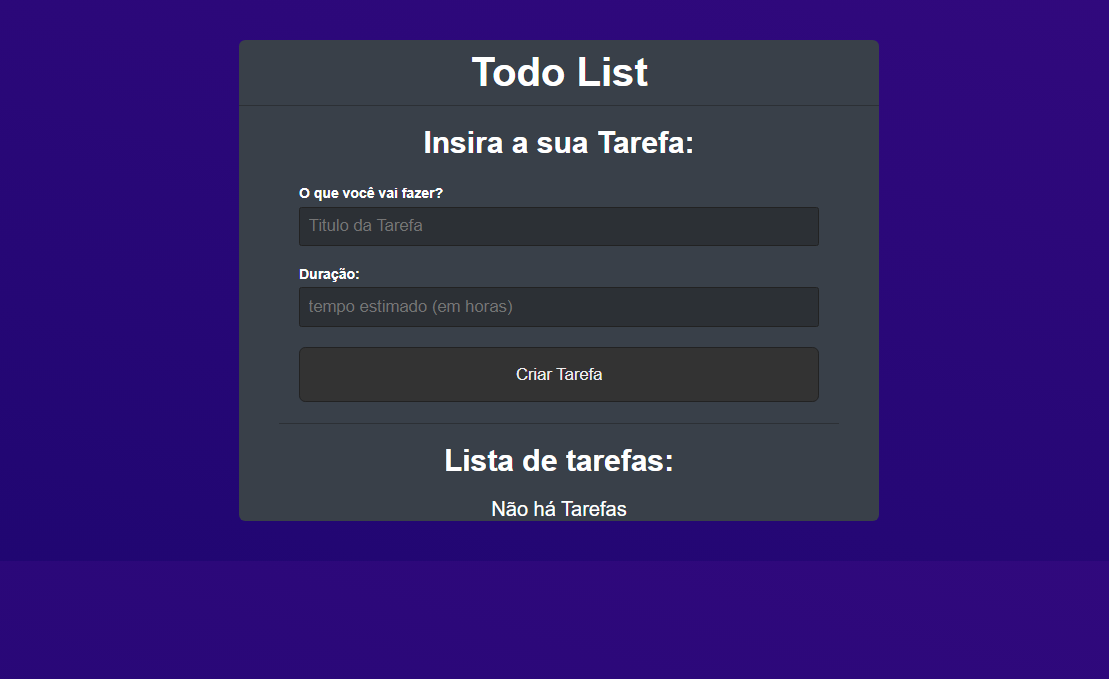 Todo List
Insira a sua Tarefa:
O que você vai fazer?
Titulo da Tarefa
Duração:
tempo estimado (em horas)
Criar Tarefa
Lista de tarefas:
Não há Tarefas